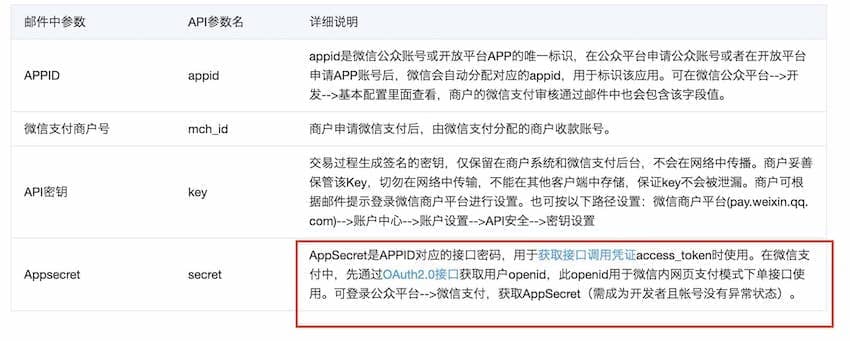 邮件中参数 API参数名 详细说明
appid是微信公众账号或开放平台APP的唯一标识，在公众平台申请公众账号或者在开放平台
APPID appid 申请APP账号后，微信会自动分配对应的appid，用于标识该应用。可在微信公众平台-->开
发-->基本配置里面查看，商户的微信支付审核通过邮件中也会包含该字段值。
微信支付商户号 mch_id 商户申请微信支付后，由微信支付分配的商户收款账号。
交易过程生成签名的密钥，仅保留在商户系统和微信支付后台，不会在网络中传播。商户妥善
API密钥 key 保管该Key，切勿在网络中传输，不能在其他客户端中存储，保证key不会被泄漏。商户可根
据邮件提示登录微信商户平台进行设置。也可按以下路径设置：微信商户平台(pay.weixin.qq.
com)-->账户中心-->账户设置-->API安全-->密钥设置
AppSecret是APPID对应的接口密码，用于获取接口调用凭证access_token时使用。在微信支
Appsecret secret 付中，先通过OAuth2.0接口获取用户openid，此openid用于微信内网页支付模式下单接口使
用。可登录公众平台-->微信支付，获取AppSecret（需成为开发者且帐号没有异常状态）。